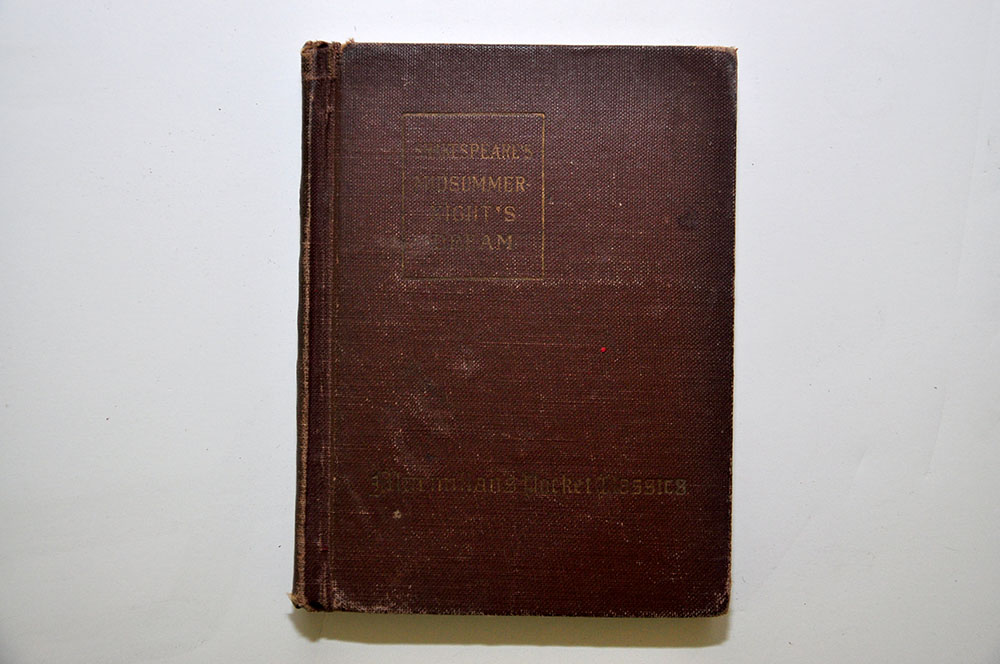 SHAKESPEARE'S
MIDSUMMER-
NIGHT'S
DREAM
Macmillan's Pocket Classics